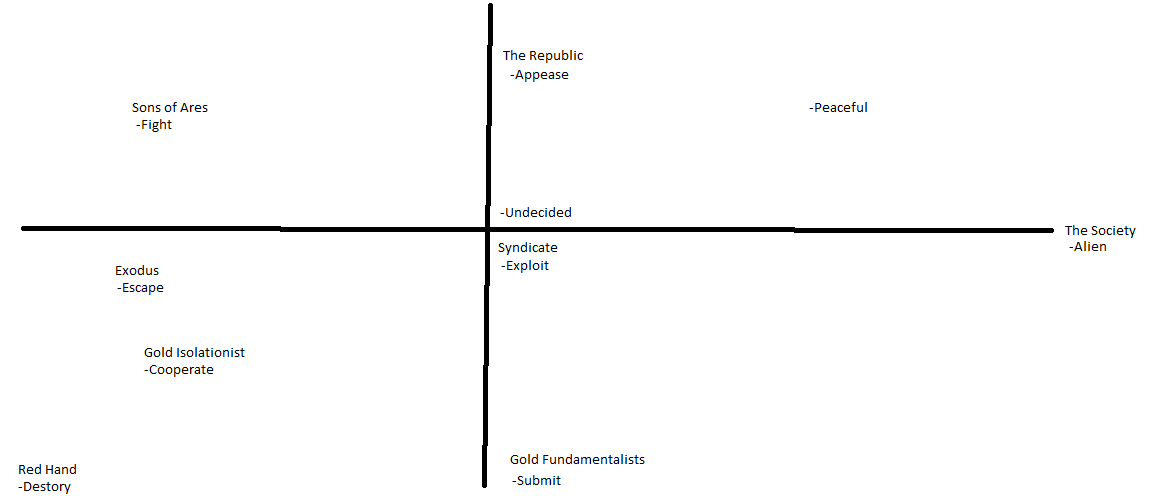 The Republic
-Appease
Sons of Ares
-Fight
-Peaceful
-Undecided
The Society
-Alien
Syndicate
-Exploit
Exodus
-Escape
Gold Isolationist
-Cooperate
Gold Fundamentalists
-Submit
Red Hand
-Destory